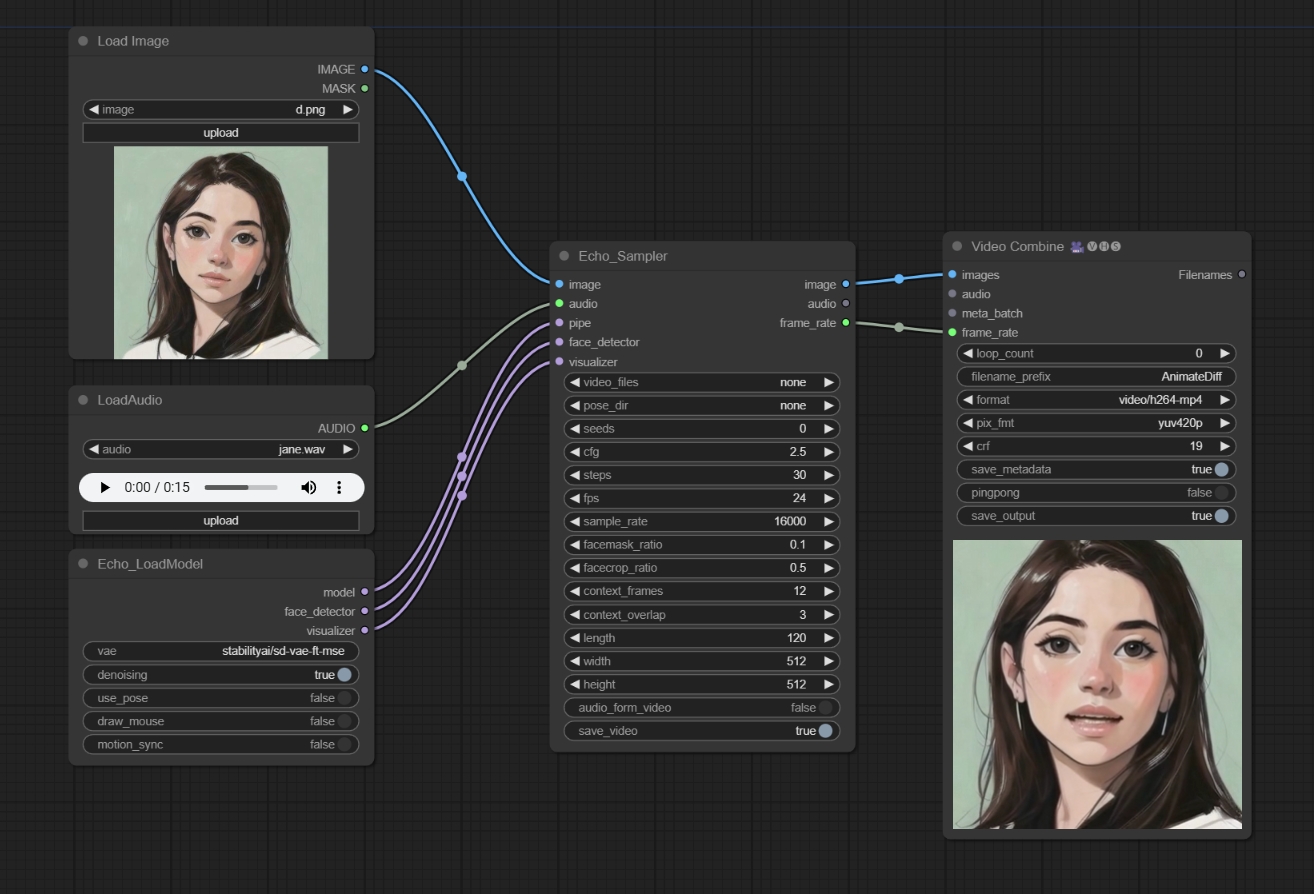 Load Image
IMAGE
MASK
image d.png
upload
LoadAudio
AUDIO
audio jane.wav
0:00 / 0:15
upload
Echo_LoadModel
model
face_detector
visualizer
vae stabilityai/sd-vae-ft-mse
denoising true
use_pose false
draw_mouse false
motion_sync false
Echo_Sampler
image image
audio audio
pipe frame_rate
face_detector
visualizer
video_files none
pose_dir none
seeds 0
cfg 2.5
steps 30
fps 24
sample_rate 16000
facemask_ratio 0.1
facecrop_ratio 0.5
context_frames 12
context_overlap 3
length 120
width 512
height 512
audio_form_video false
save_video true
Video Combine 🎥🅥🅗🅢
images Filenames
audio
meta_batch
frame_rate
loop_count 0
filename_prefix AnimateDiff
format video/h264-mp4
pix_fmt yuv420p
crf 19
save_metadata true
pingpong false
save_output true